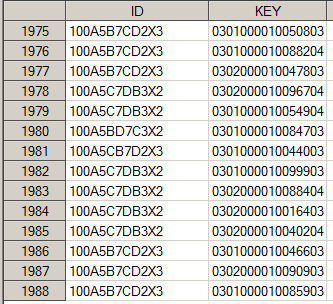 ID KEY
1975 100A5B7CD2X3 0301000010050803
1976 100A5B7CD2X3 0301000010088204
1977 100A5B7CD2X3 0302000010047803
1978 100A5C7DB3X2 0302000010096704
1979 100A5C7DB3X2 0301000010054904
1980 100A5BD7C3X2 0301000010084703
1981 100A5CB7D2X3 0301000010044003
1982 100A5C7DB3X2 0301000010099903
1983 100A5C7DB3X2 0302000010088404
1984 100A5C7DB3X2 0302000010016403
1985 100A5C7DB3X2 0302000010040204
1986 100A5B7CD2X3 0301000010046603
1987 100A5B7CD2X3 0302000010090903
1988 100A5B7CD2X3 0301000010085903